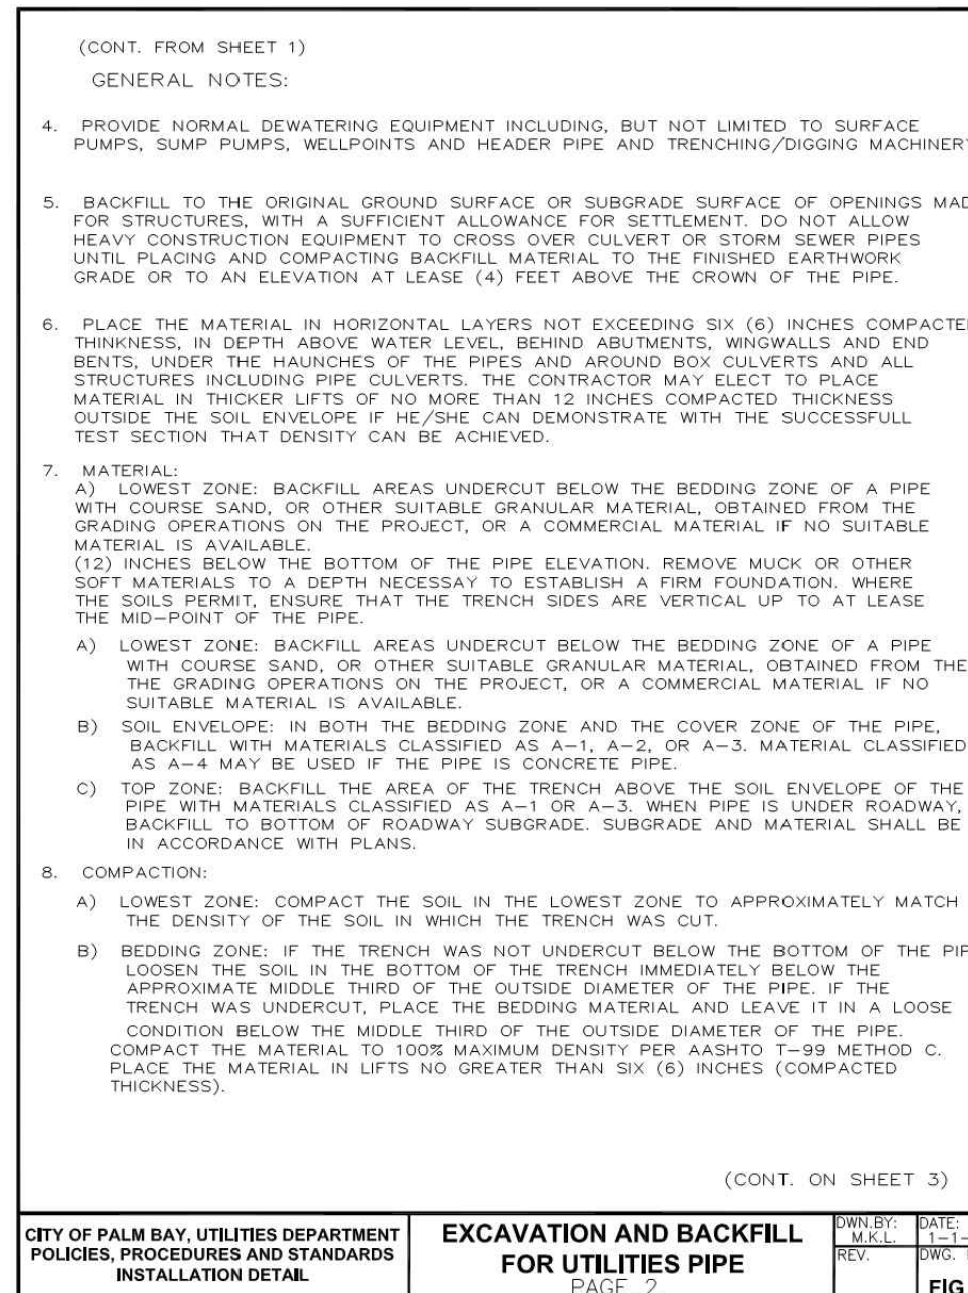 (CONT. FROM SHEET 1)
GENERAL NOTES:
4. PROVIDE NORMAL DEWATERING EQUIPMENT INCLUDING, BUT NOT LIMITED TO SURFACE
PUMPS, SUMP PUMPS, WELLPOINTS AND HEADER PIPE AND TRENCHING/DIGGING MACHINERY
5. BACKFILL TO THE ORIGINAL GROUND SURFACE OR SUBGRADE SURFACE OF OPENINGS MAD
FOR STRUCTURES, WITH A SUFFICIENT ALLOWANCE FOR SETTLEMENT. DO NOT ALLOW
HEAVY CONSTRUCTION EQUIPMENT TO CROSS OVER CULVERT OR STORM SEWER PIPES
UNTIL PLACING AND COMPACTING BACKFILL MATERIAL TO THE FINISHED EARTHWORK
GRADE OR TO AN ELEVATION AT LEASE (4) FEET ABOVE THE CROWN OF THE PIPE.
6. PLACE THE MATERIAL IN HORIZONTAL LAYERS NOT EXCEEDING SIX (6) INCHES COMPACTED
THINKNESS, IN DEPTH ABOVE WATER LEVEL, BEHIND ABUTMENTS, WINGWALLS AND END
BENTS, UNDER THE HAUNCHES OF THE PIPES AND AROUND BOX CULVERTS AND ALL
STRUCTURES INCLUDING PIPE CULVERTS. THE CONTRACTOR MAY ELECT TO PLACE
MATERIAL IN THICKER LIFTS OF NO MORE THAN 12 INCHES COMPACTED THICKNESS
OUTSIDE THE SOIL ENVELOPE IF HE/SHE CAN DEMONSTRATE WITH THE SUCCESSFULL
TEST SECTION THAT DENSITY CAN BE ACHIEVED.
7. MATERIAL:
A) LOWEST ZONE: BACKFILL AREAS UNDERCUT BELOW THE BEDDING ZONE OF A PIPE
WITH COURSE SAND, OR OTHER SUITABLE GRANULAR MATERIAL, OBTAINED FROM THE
GRADING OPERATIONS ON THE PROJECT, OR A COMMERCIAL MATERIAL IF NO SUITABLE
MATERIAL IS AVAILABLE.
(12) INCHES BELOW THE BOTTOM OF THE PIPE ELEVATION. REMOVE MUCK OR OTHER
SOFT MATERIALS TO A DEPTH NECESSAY TO ESTABLISH A FIRM FOUNDATION. WHERE
THE SOILS PERMIT, ENSURE THAT THE TRENCH SIDES ARE VERTICAL UP TO AT LEASE
THE MID-POINT OF THE PIPE.
A) LOWEST ZONE: BACKFILL AREAS UNDERCUT BELOW THE BEDDING ZONE OF A PIPE
WITH COURSE SAND, OR OTHER SUITABLE GRANULAR MATERIAL, OBTAINED FROM THE
THE GRADING OPERATIONS ON THE PROJECT, OR A COMMERCIAL MATERIAL IF NO
SUITABLE MATERIAL IS AVAILABLE.
B) SOIL ENVELOPE: IN BOTH THE BEDDING ZONE AND THE COVER ZONE OF THE PIPE,
BACKFILL WITH MATERIALS CLASSIFIED AS A-1, A-2, OR A-3. MATERIAL CLASSIFIED
AS A-4 MAY BE USED IF THE PIPE IS CONCRETE PIPE.
C) TOP ZONE: BACKFILL THE AREA OF THE TRENCH ABOVE THE SOIL ENVELOPE OF THE
PIPE WITH MATERIALS CLASSIFIED AS A-1 OR A-3. WHEN PIPE IS UNDER ROADWAY,
BACKFILL TO BOTTOM OF ROADWAY SUBGRADE. SUBGRADE AND MATERIAL SHALL BE
IN ACCORDANCE WITH PLANS.
8. COMPACTION:
A) LOWEST ZONE: COMPACT THE SOIL IN THE LOWEST ZONE TO APPROXIMATELY MATCH
THE DENSITY OF THE SOIL IN WHICH THE TRENCH WAS CUT.
B) BEDDING ZONE: IF THE TRENCH WAS NOT UNDERCUT BELOW THE BOTTOM OF THE PIP
LOOSEN THE SOIL IN THE BOTTOM OF THE TRENCH IMMEDIATELY BELOW THE
APPROXIMATE MIDDLE THIRD OF THE OUTSIDE DIAMETER OF THE PIPE. IF THE
TRENCH WAS UNDERCUT, PLACE THE BEDDING MATERIAL AND LEAVE IT IN A LOOSE
CONDITION BELOW THE MIDDLE THIRD OF THE OUTSIDE DIAMETER OF THE PIPE.
COMPACT THE MATERIAL TO 100% MAXIMUM DENSITY PER AASHTO T-99 METHOD C.
PLACE THE MATERIAL IN LIFTS NO GREATER THAN SIX (6) INCHES (COMPACTED
THICKNESS).
(CONT. ON SHEET 3)
CITY OF PALM BAY, UTILITIES DEPARTMENT
POLICIES, PROCEDURES AND STANDARDS
INSTALLATION DETAIL
EXCAVATION AND BACKFILL
FOR UTILITIES PIPE
PAGE 2
DWN.BY:
M.K.L.
REV.
DATE:
1-1-
DWG.
FIG